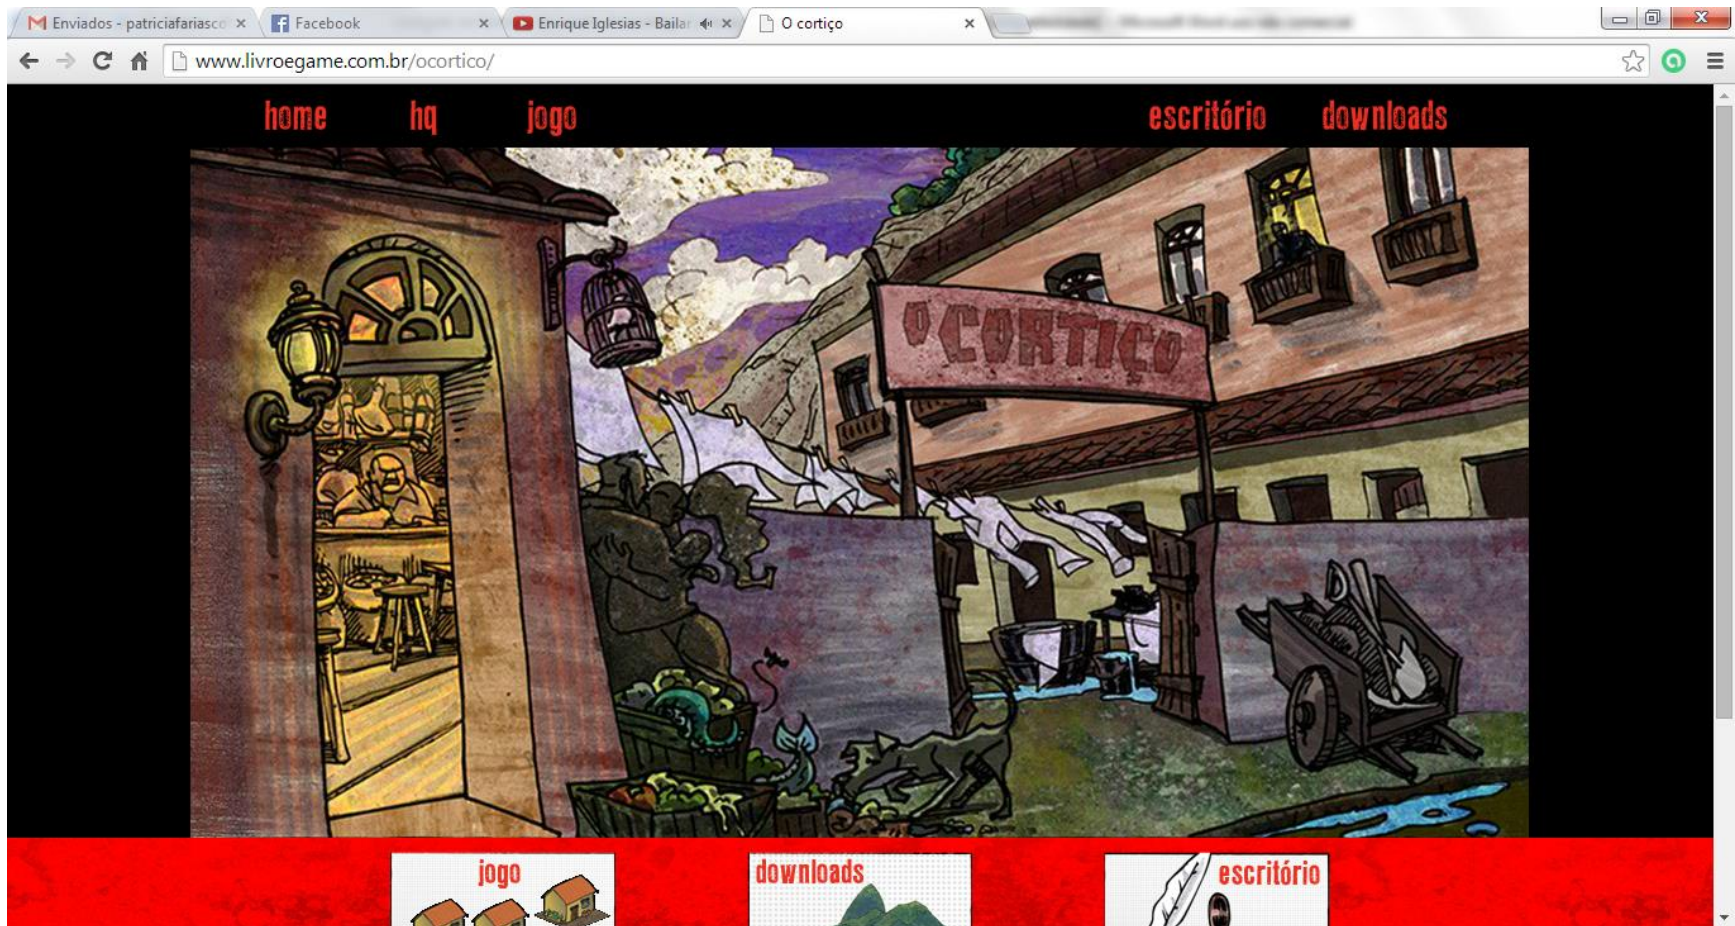 Enviados - patriciafariasco
Facebook
Enrique Iglesias - Bailar
O cortiço
www.livroegame.com.br/ocortico/
home hq jogo escritório downloads
O CORTIÇO
jogo downloads escritório